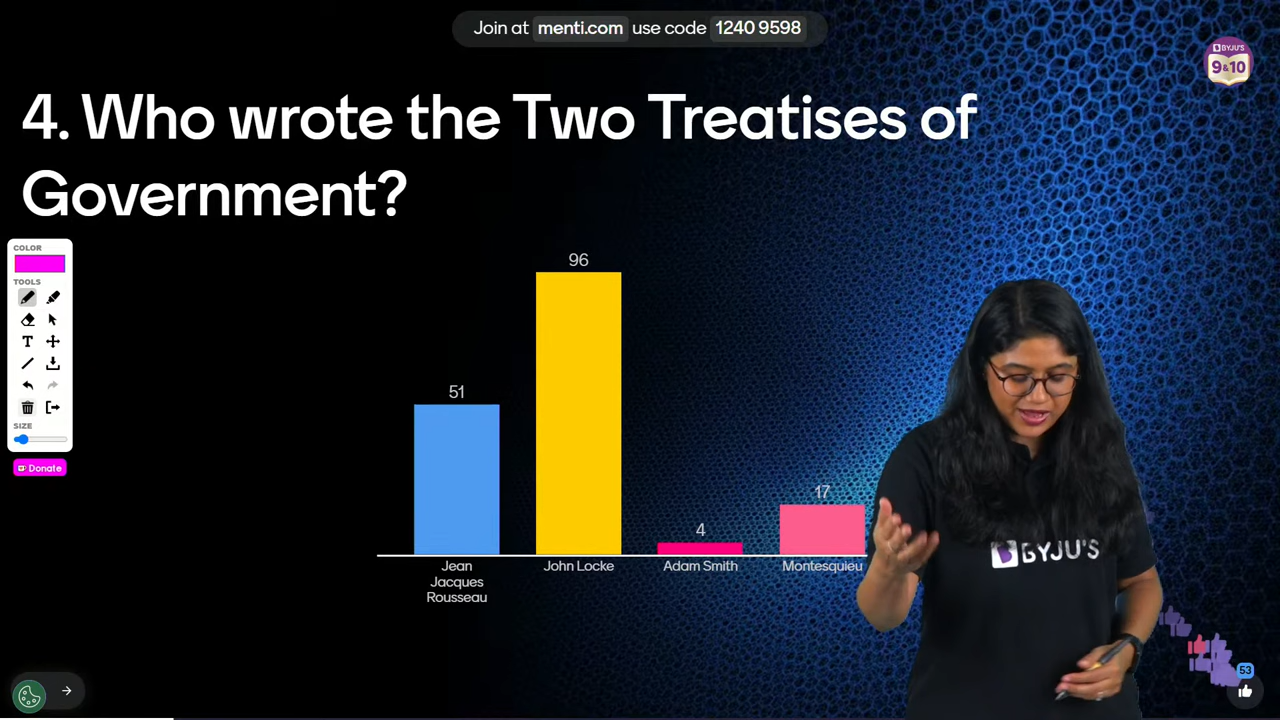 Join at menti.com use code 1240 9598
BYJU'S
9&10
4. Who wrote the Two Treatises of
Government?
COLOR
TOOLS
T
SIZE
Donate
51
96
4
17
Jean
Jacques
Rousseau
John Locke
Adam Smith
Montesquieu
BYJU'S
53